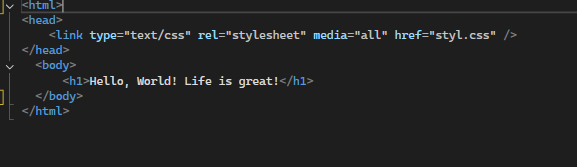 <html>
<head>
<link type="text/css" rel="stylesheet" media="all" href="styl.css" />
</head>
<body>
<h1>Hello, World! Life is great!</h1>
</body>
</html>